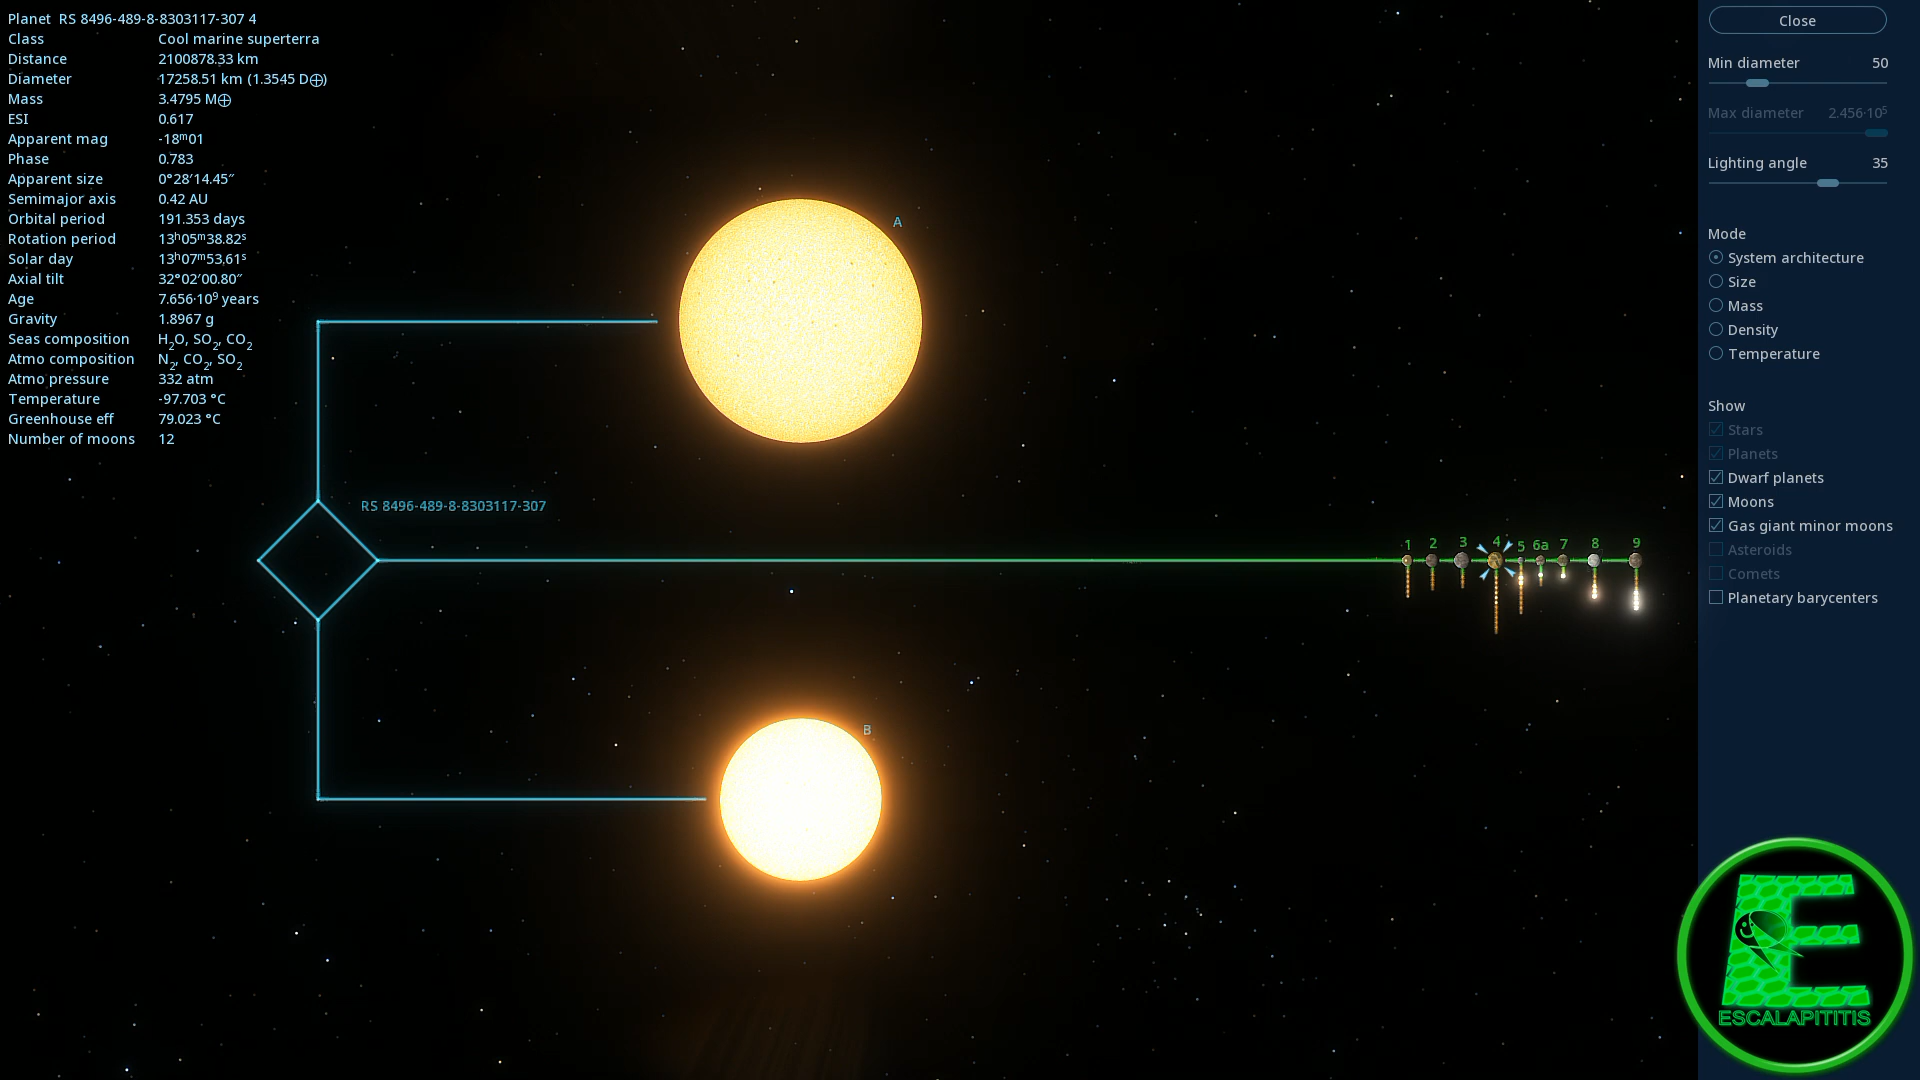 Planet RS 8496-489-8-8303117-307 4
Class Cool marine superterra
Distance 2100878.33 km
Diameter 17258.51 km (1.3545 D⊕)
Mass 3.4795 M⊕
ESI 0.617
Apparent mag -18ᵐ01
Phase 0.783
Apparent size 0°28′14.45″
Semimajor axis 0.42 AU
Orbital period 191.353 days
Rotation period 13ʰ05ᵐ38.82ˢ
Solar day 13ʰ07ᵐ53.61ˢ
Axial tilt 32°02′00.80″
Age 7.656·10⁹ years
Gravity 1.8967 g
Seas composition H₂O, SO₂, CO₂
Atmo composition N₂, CO₂, SO₂
Atmo pressure 332 atm
Temperature -97.703 °C
Greenhouse eff 79.023 °C
Number of moons 12
A
RS 8496-489-8-8303117-307
1 2 3 4 5 6a 7 8 9
B
Close
Min diameter 50
Max diameter 2.456·10⁵
Lighting angle 35
Mode
System architecture
Size
Mass
Density
Temperature
Show
Stars
Planets
Dwarf planets
Moons
Gas giant minor moons
Asteroids
Comets
Planetary barycenters
E
ESCALAPITITIS